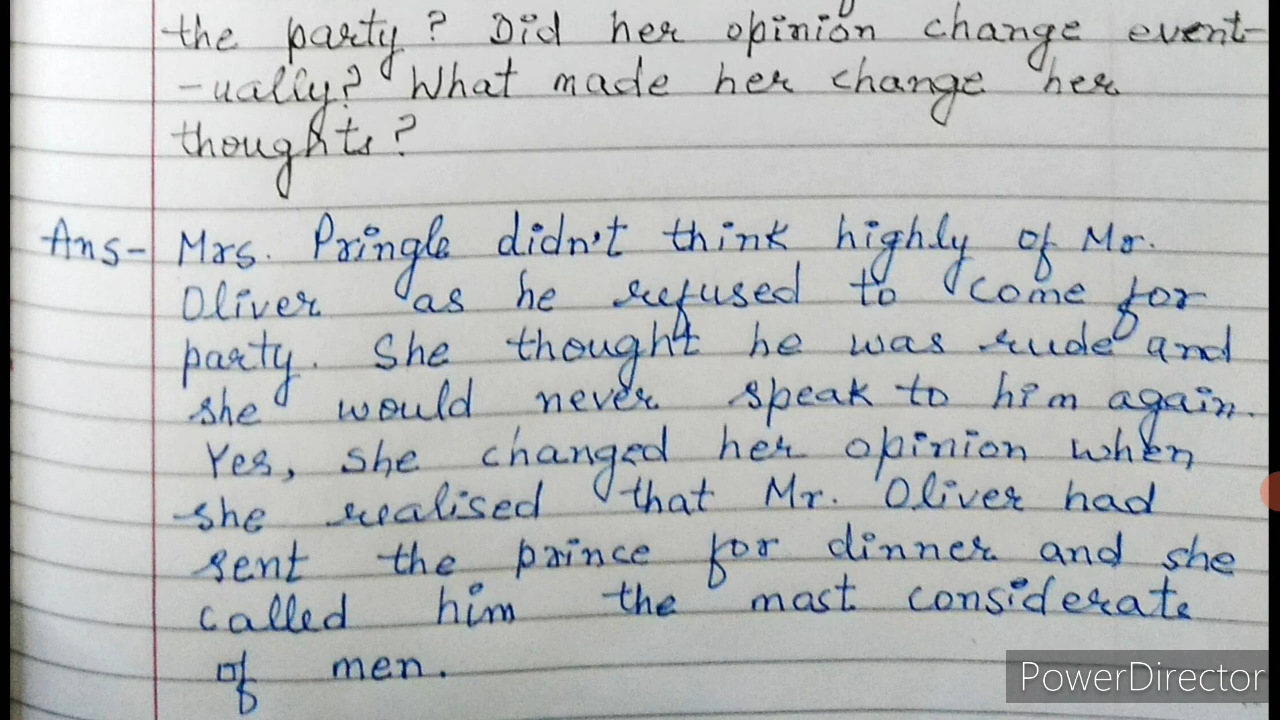 the party? Did her opinion change event-
-ually? What made her change her
thoughts?
Ans- Mrs. Pringle didn't think highly of Mr.
Oliver as he refused to come for
party. She thought he was rude and
she would never speak to him again.
Yes, she changed her opinion when
she realised that Mr. Oliver had
sent the prince for dinner and she
called him the mast considerate
of men.
PowerDirector